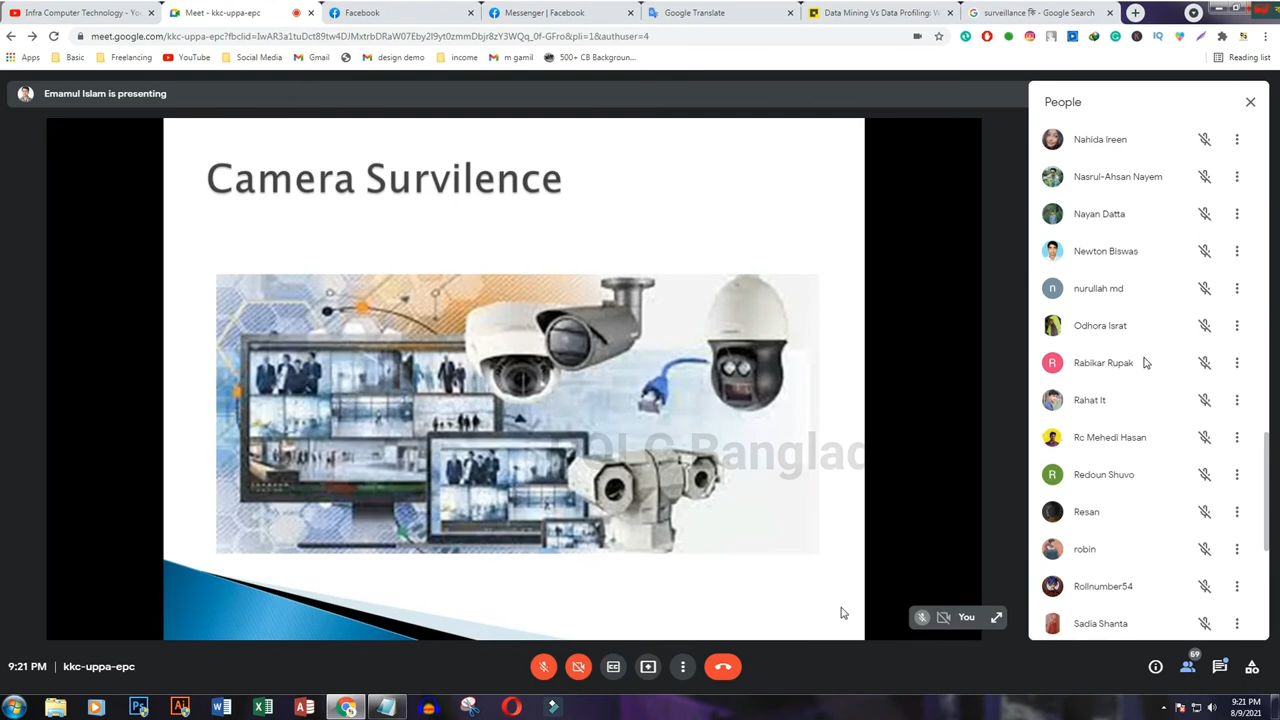 Infra Computer Technology - You
Meet - kkc-uppa-epc
Facebook
Messenger | Facebook
Google Translate
Data Mining Vs Data Profiling: W
surveillance কি - Google Search
meet.google.com/kkc-uppa-epc?fbclid=IwAR3a1tuDct89tw4DJMxtrbDRaW07Eby2l9yt0zmmDbjr8zY3WQq_0f-GFro&pli=1&authuser=4
Apps
Basic
Freelancing
YouTube
Social Media
Gmail
design demo
income
m gamil
500+ CB Backgroun...
Reading list
Emamul Islam is presenting
People
Camera Survilence
Banglad
Nahida Ireen
Nasrul-Ahsan Nayem
Nayan Datta
Newton Biswas
n
nurullah md
Odhora Israt
R
Rabikar Rupak
Rahat It
Rc Mehedi Hasan
R
Redoun Shuvo
Resan
robin
Rollnumber54
Sadia Shanta
You
9:21 PM
kkc-uppa-epc
69
9:21 PM
8/9/2021